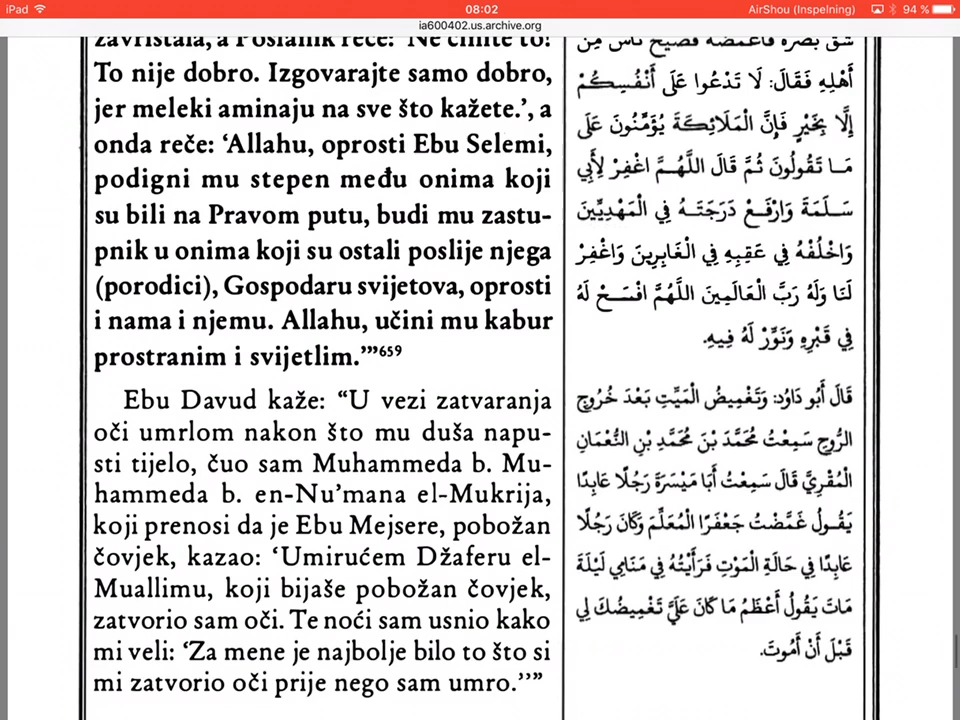 iPad
08:02
AirShou (Inspelning)
94 %
ia600402.us.archive.org
zavrištala, a Poslanik reče: ‘Ne činite to!
To nije dobro. Izgovarajte samo dobro,
jer meleki aminaju na sve što kažete.’, a
onda reče: ‘Allahu, oprosti Ebu Selemi,
podigni mu stepen među onima koji
su bili na Pravom putu, budi mu zastu-
pnik u onima koji su ostali poslije njega
(porodici), Gospodaru svijetova, oprosti
i nama i njemu. Allahu, učini mu kabur
prostranim i svijetlim.’”659
Ebu Davud kaže: “U vezi zatvaranja
oči umrlom nakon što mu duša napu-
sti tijelo, čuo sam Muhammeda b. Mu-
hammeda b. en-Nu’mana el-Mukrija,
koji prenosi da je Ebu Mejsere, pobožan
čovjek, kazao: ‘Umirućem Džaferu el-
Muallimu, koji bijaše pobožan čovjek,
zatvorio sam oči. Te noći sam usnio kako
mi veli: ‘Za mene je najbolje bilo to što si
mi zatvorio oči prije nego sam umro.’’”
شَقَّ بَصَرُهُ فَأَغْمَضَهُ فَصَيَّحَ نَاسٌ مِنْ
أَهْلِهِ فَقَالَ: لَا تَدْعُوا عَلَى أَنْفُسِكُمْ
إِلَّا بِخَيْرٍ فَإِنَّ الْمَلَائِكَةَ يُؤَمِّنُونَ عَلَى
مَا تَقُولُونَ ثُمَّ قَالَ اللَّهُمَّ اغْفِرْ لِأَبِي
سَلَمَةَ وَارْفَعْ دَرَجَتَهُ فِي الْمَهْدِيِّينَ
وَاخْلُفْهُ فِي عَقِبِهِ فِي الْغَابِرِينَ وَاغْفِرْ
لَنَا وَلَهُ رَبَّ الْعَالَمِينَ اللَّهُمَّ افْسَحْ لَهُ
فِي قَبْرِهِ وَنَوِّرْ لَهُ فِيهِ.
قَالَ أَبُو دَاوُد: وَتَغْمِيضُ الْمَيِّتِ بَعْدَ خُرُوجِ
الرُّوحِ سَمِعْتُ مُحَمَّدَ بْنَ مُحَمَّدِ بْنِ النُّعْمَانِ
الْمُقْرِيَّ قَالَ سَمِعْتُ أَبَا مَيْسَرَةَ رَجُلًا عَابِدًا
يَقُولُ غَمَّضْتُ جَعْفَرًا الْمُعَلِّمَ وَكَانَ رَجُلًا
عَابِدًا فِي حَالَةِ الْمَوْتِ فَرَأَيْتُهُ فِي مَنَامِي لَيْلَةَ
مَاتَ يَقُولُ أَعْظَمُ مَا كَانَ عَلَيَّ تَغْمِيضُكَ لِي
قَبْلَ أَنْ أَمُوتَ.